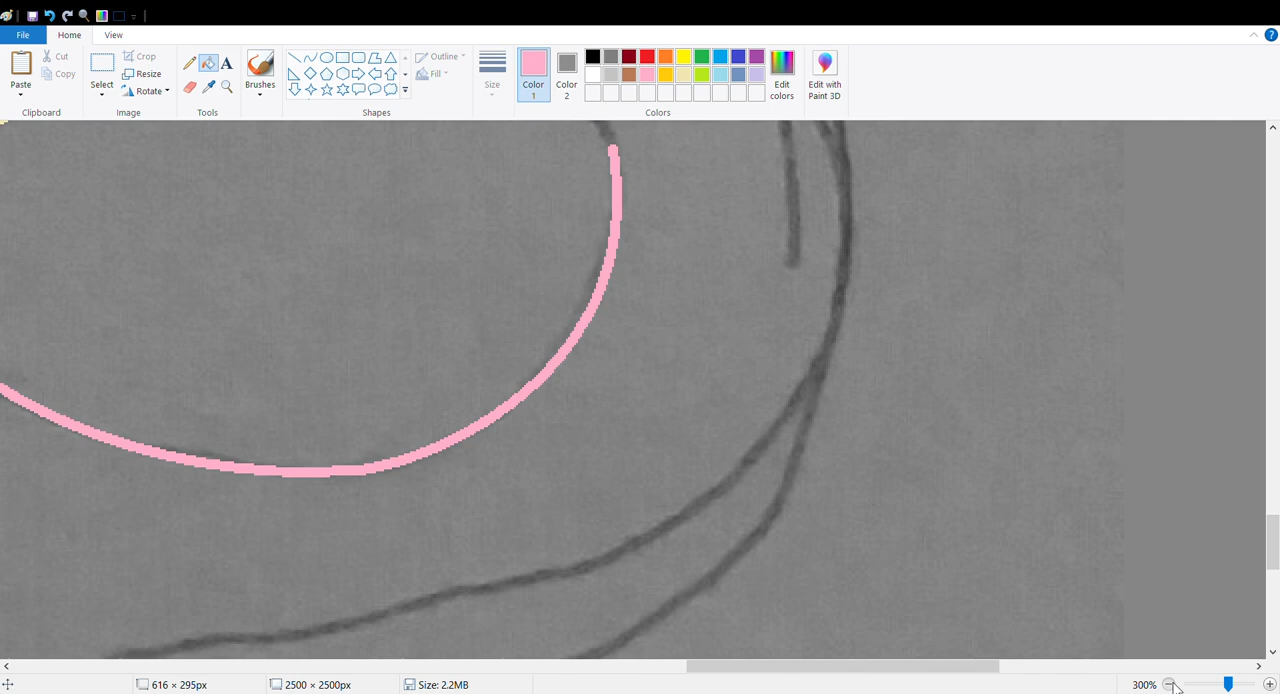 File Home View
Paste
Cut
Copy
Clipboard
Select
Crop
Resize
Rotate
Image
A
Tools
Brushes
Outline
Fill
Shapes
Size
Color
1
Color
2
Edit
colors
Colors
Edit with
Paint 3D
616 × 295px
2500 × 2500px
Size: 2.2MB
300%